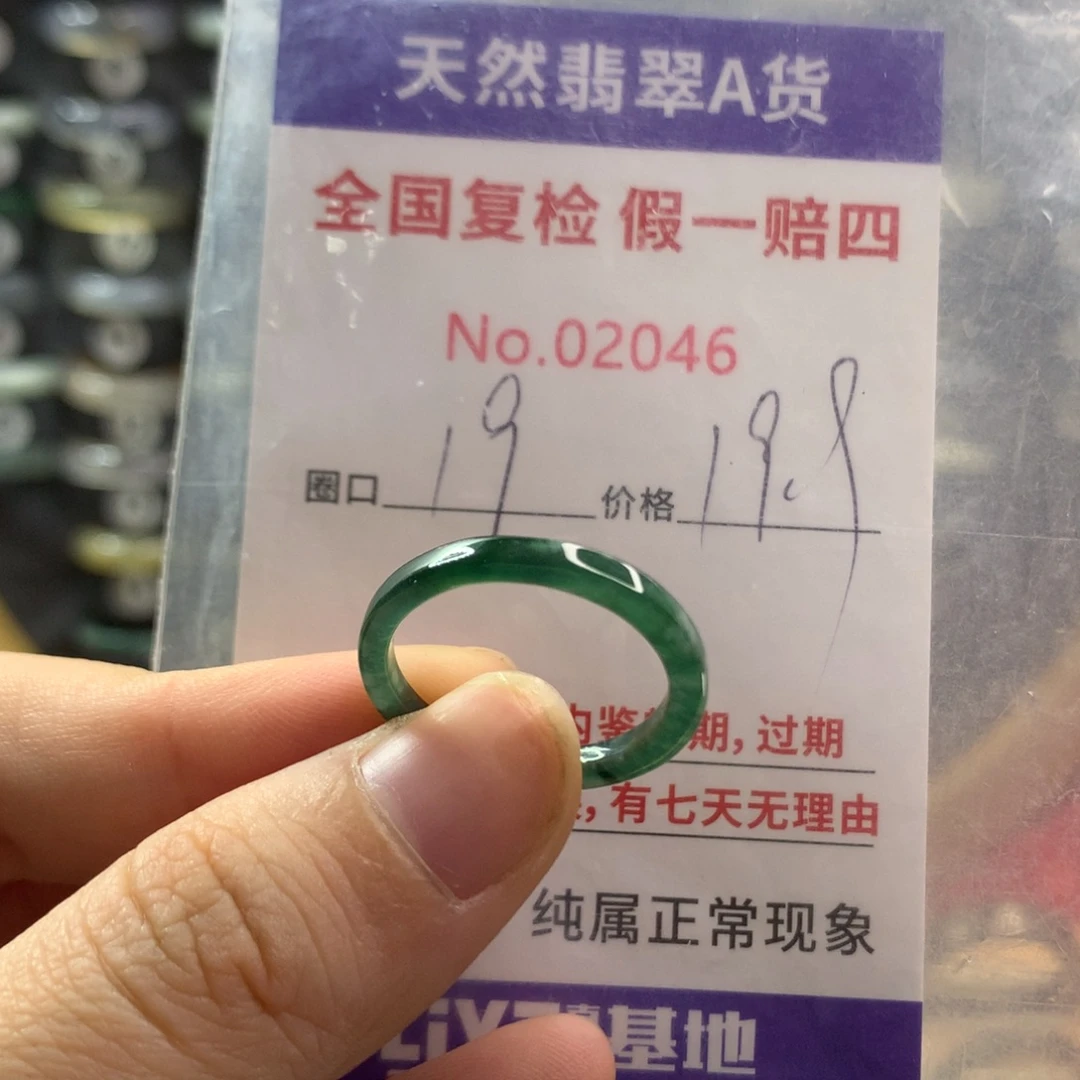 天然翡翠A货
全国复检 假一赔四
No.02046
圈口 19 价格 19.8
期，过期
，有七天无理由
纯属正常现象
基地